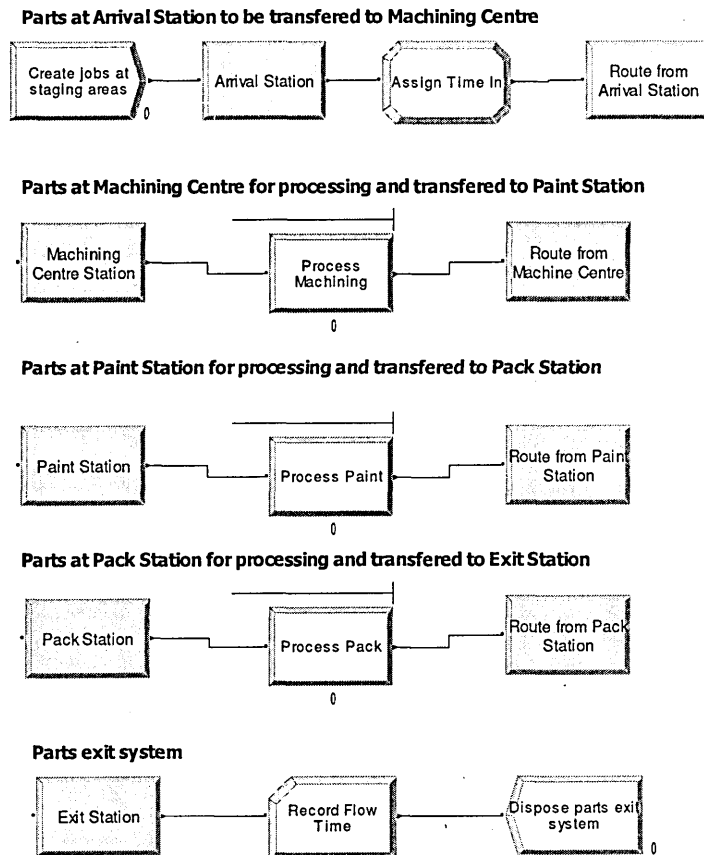 Parts at Arrival Station to be transfered to Machining Centre
Create jobs at
staging areas
0
Arrival Station
Assign Time In
Route from
Arrival Station
Parts at Machining Centre for processing and transfered to Paint Station
Machining
Centre Station
Process
Machining
0
Route from
Machine Centre
Parts at Paint Station for processing and transfered to Pack Station
Paint Station
Process Paint
0
Route from Paint
Station
Parts at Pack Station for processing and transfered to Exit Station
Pack Station
Process Pack
0
Route from Pack
Station
Parts exit system
Exit Station
Record Flow
Time
Dispose parts exit
system
0